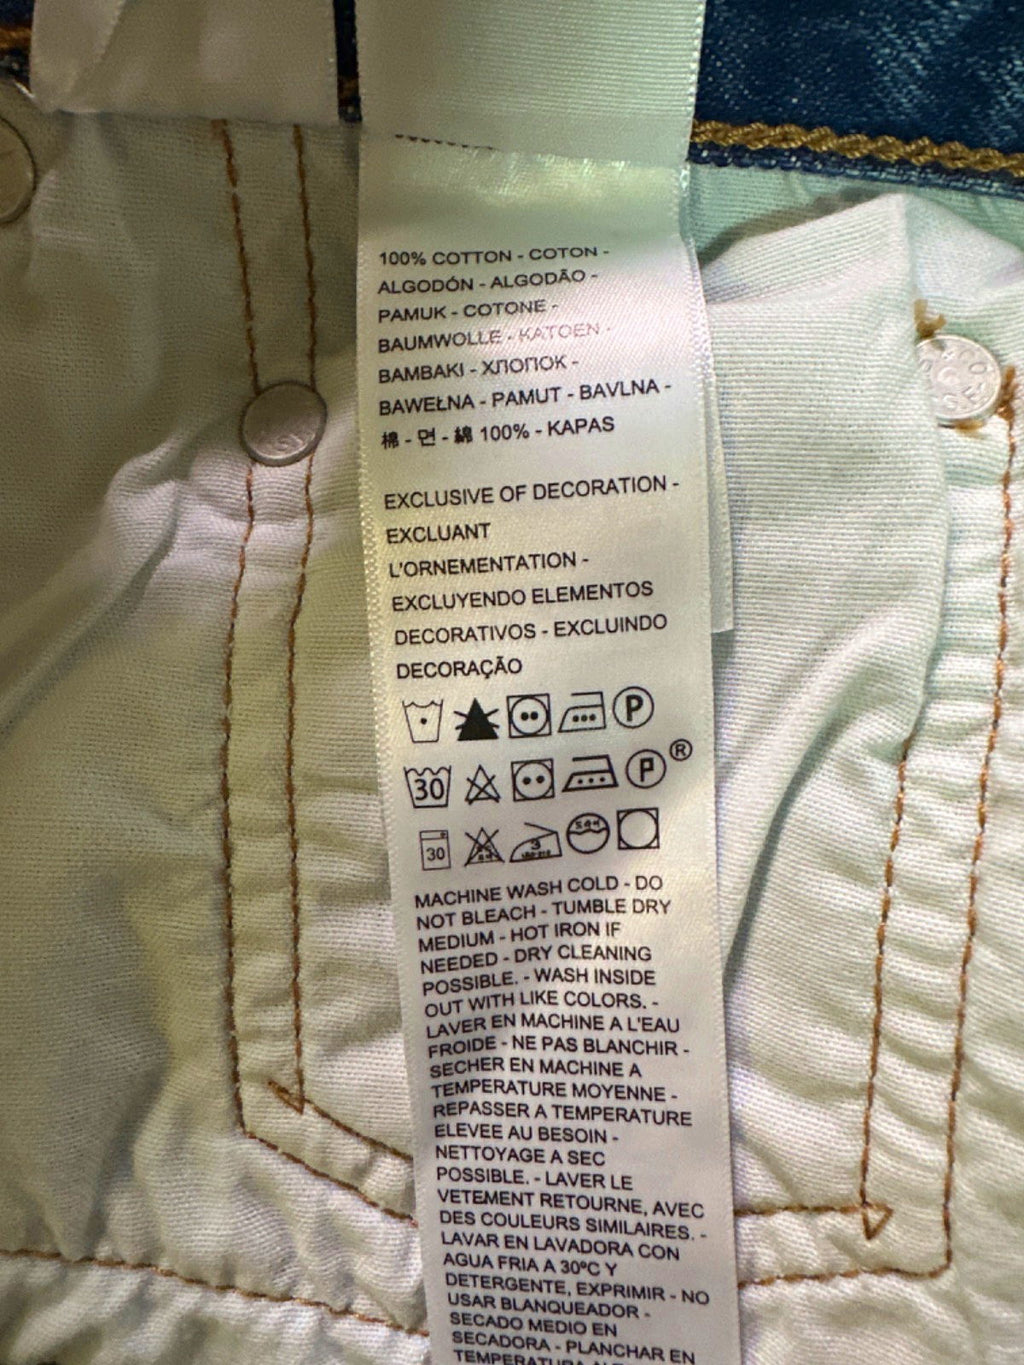 100% COTTON - COTON -
ALGODÓN - ALGODÃO -
PAMUK - COTONE -
BAUMWOLLE - KATOEN -
BAMBAKI - ХЛОПОК -
BAWEŁNA - PAMUT - BAVLNA -
棉 - 면 - 綿 100% - KAPAS
EXCLUSIVE OF DECORATION -
EXCLUANT
L'ORNEMENTATION -
EXCLUYENDO ELEMENTOS
DECORATIVOS - EXCLUINDO
DECORAÇÃO
P
30 P ®
30 3
MACHINE WASH COLD - DO
NOT BLEACH - TUMBLE DRY
MEDIUM - HOT IRON IF
NEEDED - DRY CLEANING
POSSIBLE. - WASH INSIDE
OUT WITH LIKE COLORS. -
LAVER EN MACHINE A L'EAU
FROIDE - NE PAS BLANCHIR -
SECHER EN MACHINE A
TEMPERATURE MOYENNE -
REPASSER A TEMPERATURE
ELEVEE AU BESOIN -
NETTOYAGE A SEC
POSSIBLE. - LAVER LE
VETEMENT RETOURNE, AVEC
DES COULEURS SIMILAIRES. -
LAVAR EN LAVADORA CON
AGUA FRIA A 30ºC Y
DETERGENTE, EXPRIMIR - NO
USAR BLANQUEADOR -
SECADO MEDIO EN
SECADORA - PLANCHAR EN